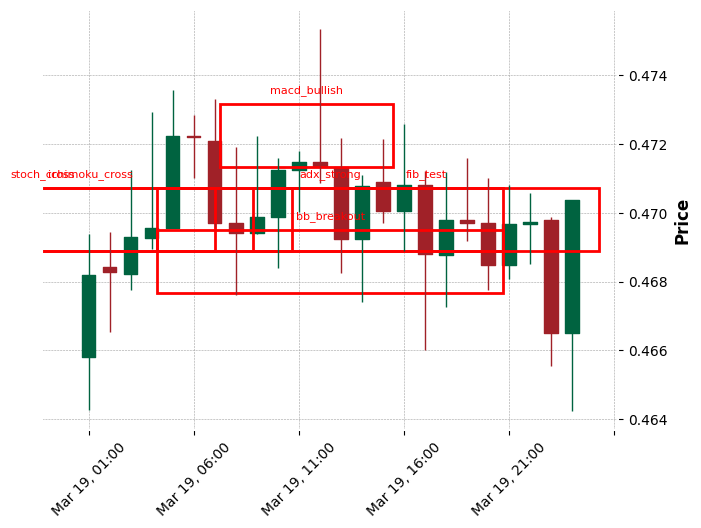 macd_bullish
stoch_cross
ichimoku_cross
adx_strong
fib_test
bb_breakout
0.474
0.472
0.470
0.468
0.466
0.464
Price
Mar 19, 01:00
Mar 19, 06:00
Mar 19, 11:00
Mar 19, 16:00
Mar 19, 21:00